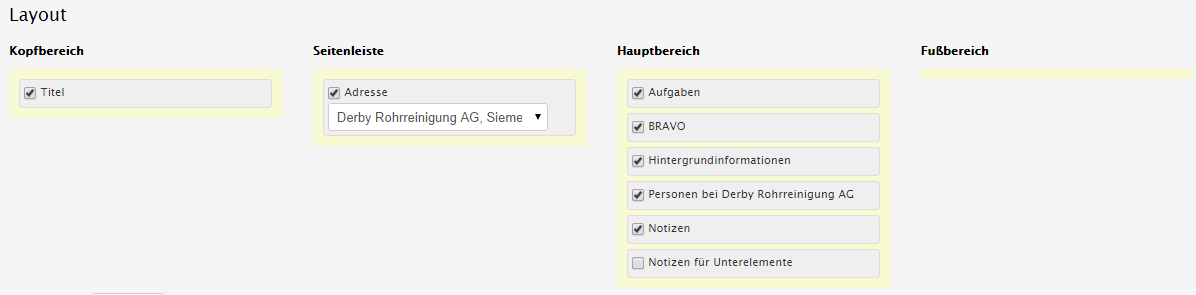 Layout
Kopfbereich
Titel
Seitenleiste
Adresse
Derby Rohrreinigung AG, Sieme
Hauptbereich
Aufgaben
BRAVO
Hintergrundinformationen
Personen bei Derby Rohrreinigung AG
Notizen
Notizen für Unterelemente
Fußbereich